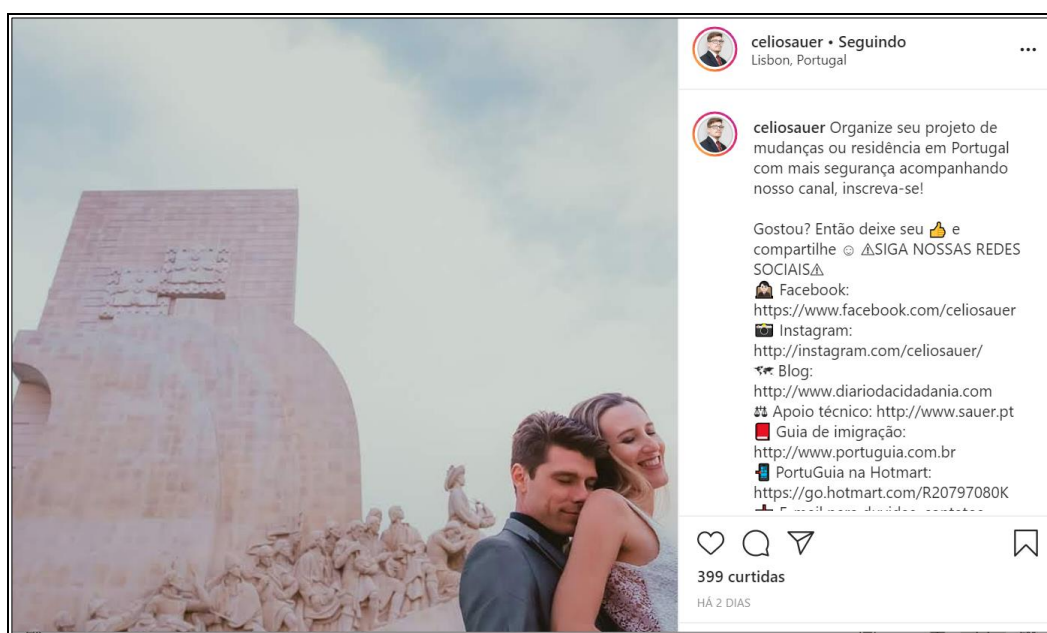 celiosauer • Seguindo
Lisbon, Portugal
celiosauer Organize seu projeto de
mudanças ou residência em Portugal
com mais segurança acompanhando
nosso canal, inscreva-se!
Gostou? Então deixe seu 👍 e
compartilhe ☺ ⚠SIGA NOSSAS REDES
SOCIAIS⚠
Facebook:
https://www.facebook.com/celiosauer
📷 Instagram:
http://instagram.com/celiosauer/
🗺 Blog:
http://www.diariodacidadania.com
⚖ Apoio técnico: http://www.sauer.pt
📕 Guia de imigração:
http://www.portuguia.com.br
📲 PortuGuia na Hotmart:
https://go.hotmart.com/R20797080K
399 curtidas
HÁ 2 DIAS